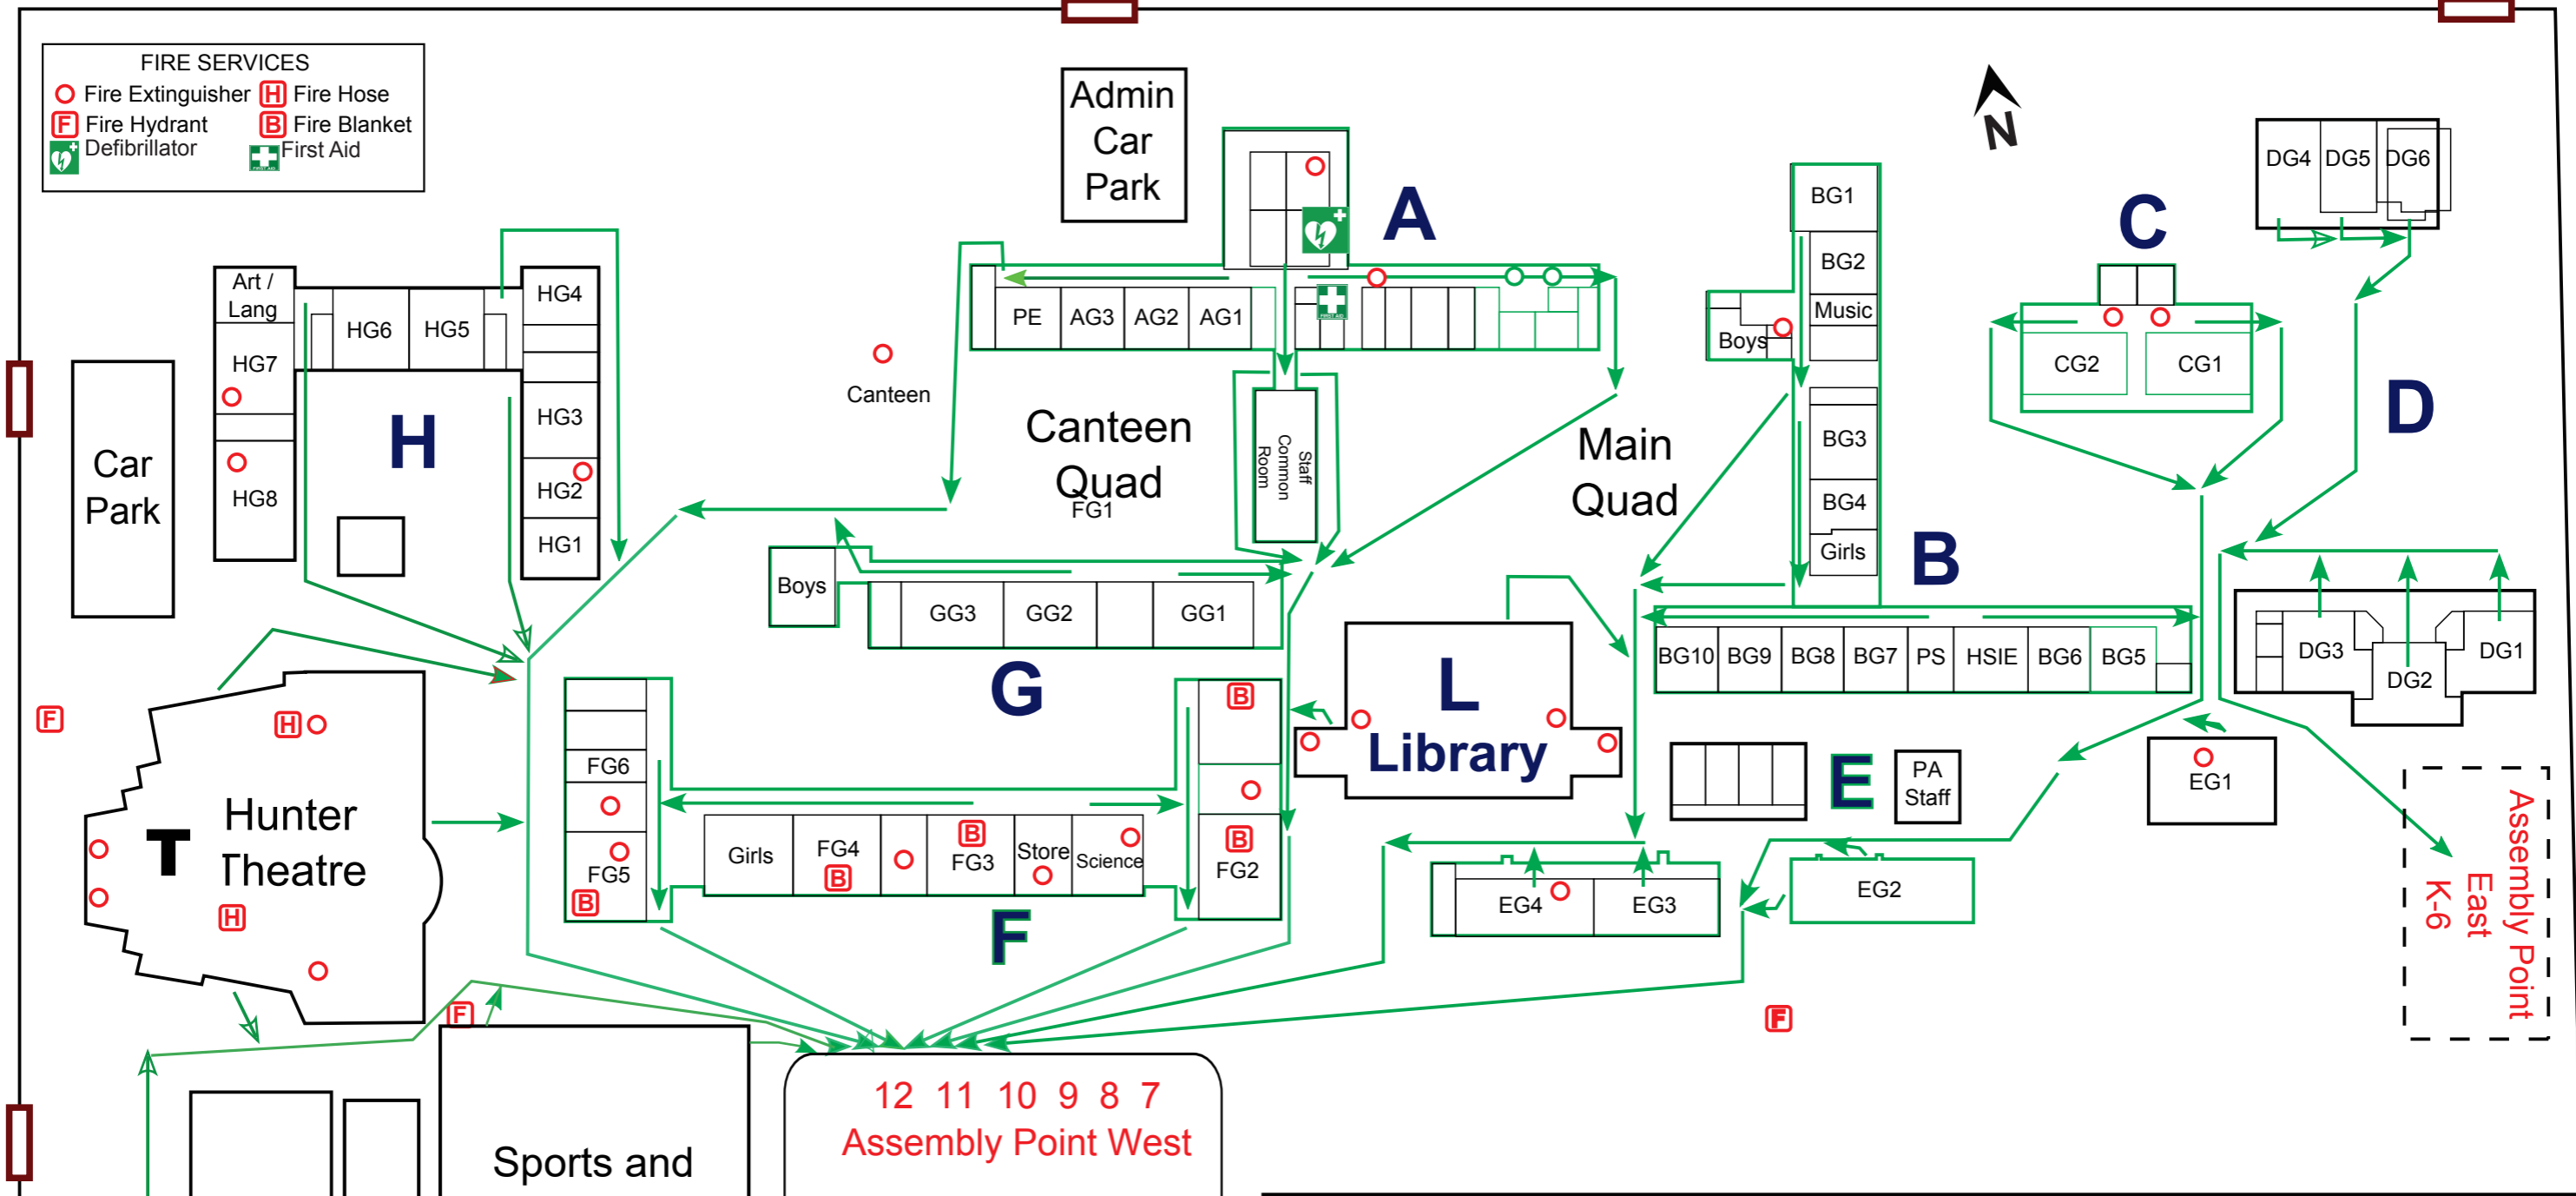 FIRE SERVICES
Fire Extinguisher
H Fire Hose
F Fire Hydrant
B Fire Blanket
Defibrillator
First Aid
FIRST AID
Admin
Car
Park
A
N
BG1
BG2
Music
Boys
BG3
BG4
Girls
B
C
CG2
CG1
DG4
DG5
DG6
D
Art /
Lang
HG7
HG8
HG6
HG5
HG4
HG3
HG2
HG1
H
Car
Park
Canteen
PE
AG3
AG2
AG1
FIRST AID
Canteen
Quad
FG1
Staff
Common
Room
Main
Quad
Boys
GG3
GG2
GG1
G
BG10
BG9
BG8
BG7
PS
HSIE
BG6
BG5
DG3
DG2
DG1
L
Library
F
H
T
Hunter
Theatre
H
FG6
FG5
B
Girls
FG4
B
B
FG3
Store
Science
B
B
FG2
F
E
PA
Staff
EG1
EG2
EG4
EG3
F
F
Assembly Point
East
K-6
12 11 10 9 8 7
Assembly Point West
Sports and